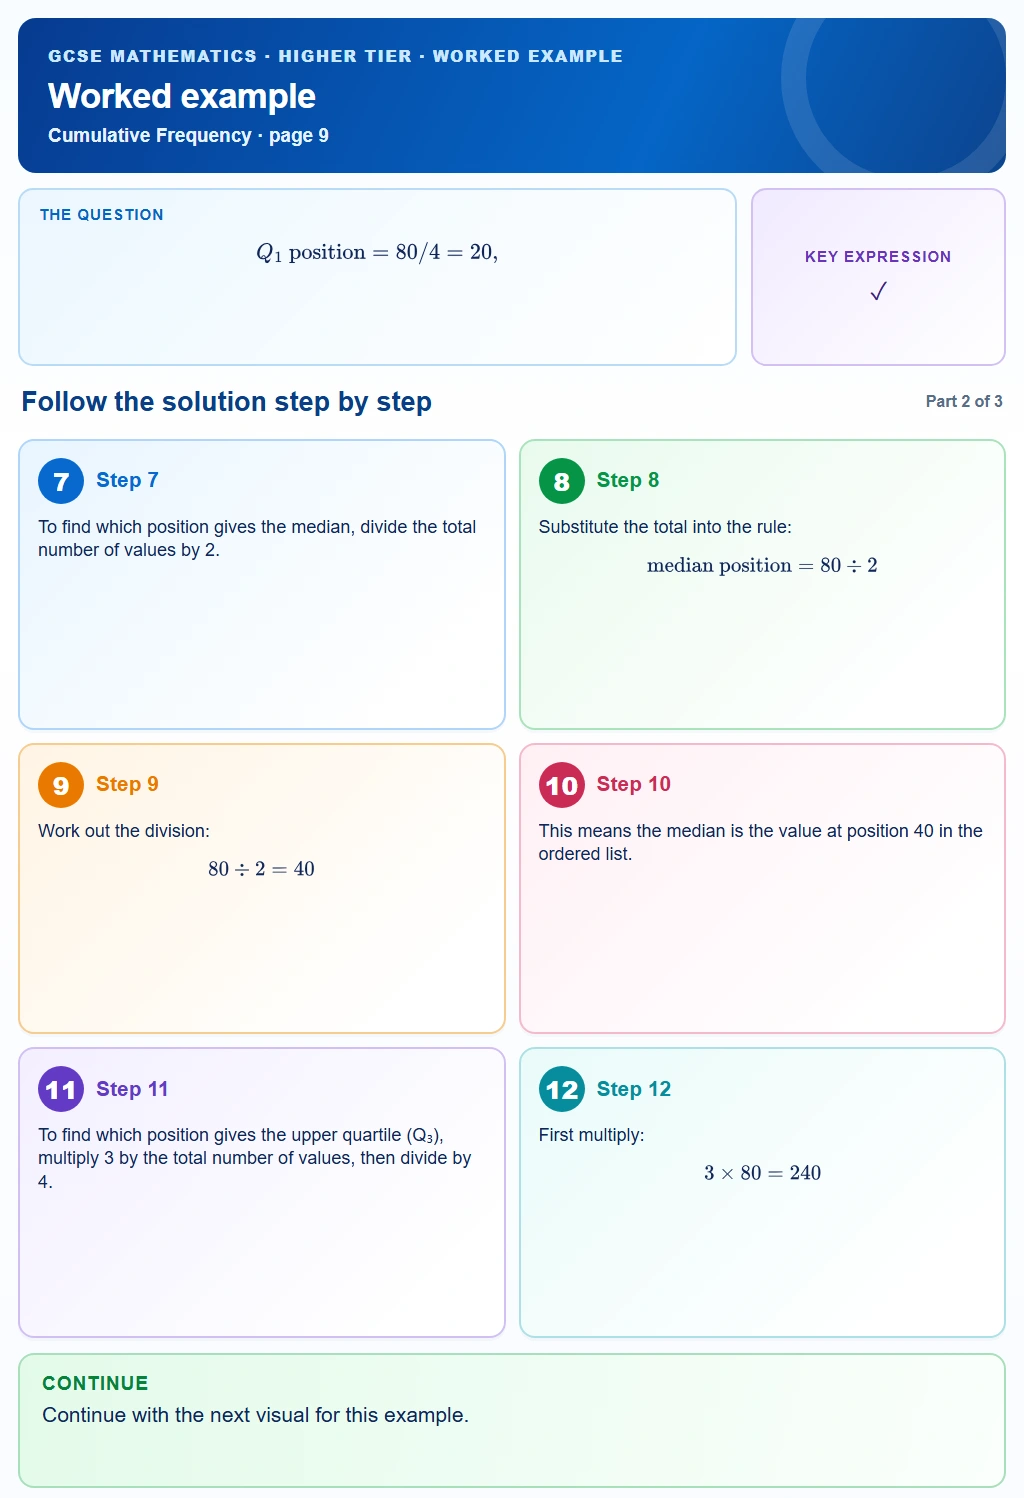 GCSE MATHEMATICS · HIGHER TIER · WORKED EXAMPLE
Worked example
Cumulative Frequency · page 9
THE QUESTION
Q₁ position = 80/4 = 20,
KEY EXPRESSION
✓
Follow the solution step by step
Part 2 of 3
7 Step 7
To find which position gives the median, divide the total
number of values by 2.
8 Step 8
Substitute the total into the rule:
median position = 80 ÷ 2
9 Step 9
Work out the division:
80 ÷ 2 = 40
10 Step 10
This means the median is the value at position 40 in the
ordered list.
11 Step 11
To find which position gives the upper quartile (Q₃),
multiply 3 by the total number of values, then divide by
4.
12 Step 12
First multiply:
3 × 80 = 240
CONTINUE
Continue with the next visual for this example.